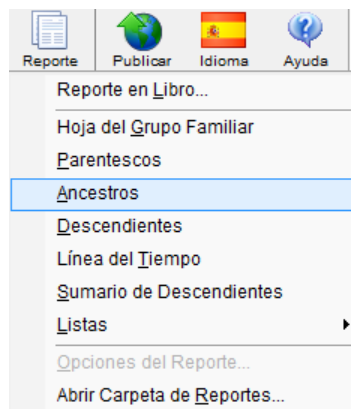 Reporte Publicar Idioma Ayuda
Reporte en Libro...
Hoja del Grupo Familiar
Parentescos
Ancestros
Descendientes
Línea del Tiempo
Sumario de Descendientes
Listas
Opciones del Reporte...
Abrir Carpeta de Reportes...